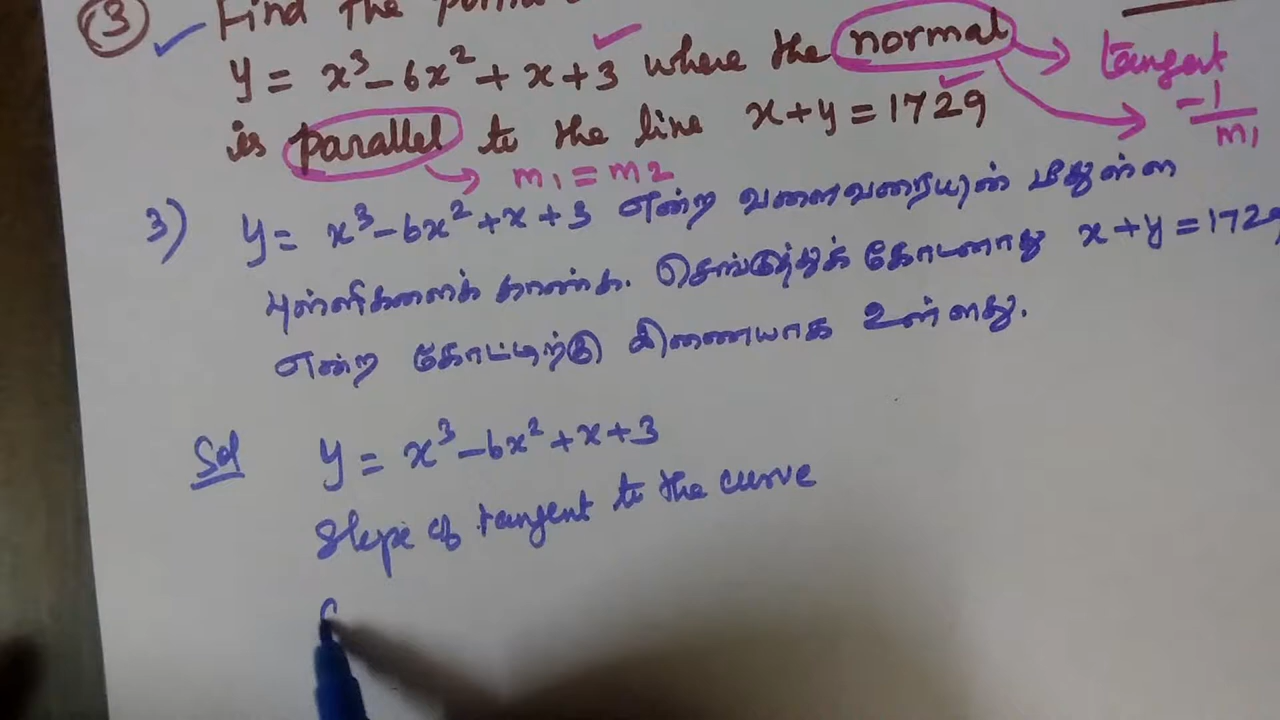 ③ Find the
y = x³ - 6x² + x + 3 where the normal
tangent
is parallel to the line x + y = 1729
-1/m₁
m₁ = m₂
3) y = x³ - 6x² + x + 3 என்ற வளைவரையின் மீதுள்ள
புள்ளிகளைக் காண்க. செங்குத்துக் கோடானாது x + y = 1729
என்ற கோட்டிற்கு இணையாக உள்ளது.
Sol y = x³ - 6x² + x + 3
Slope of tangent to the curve